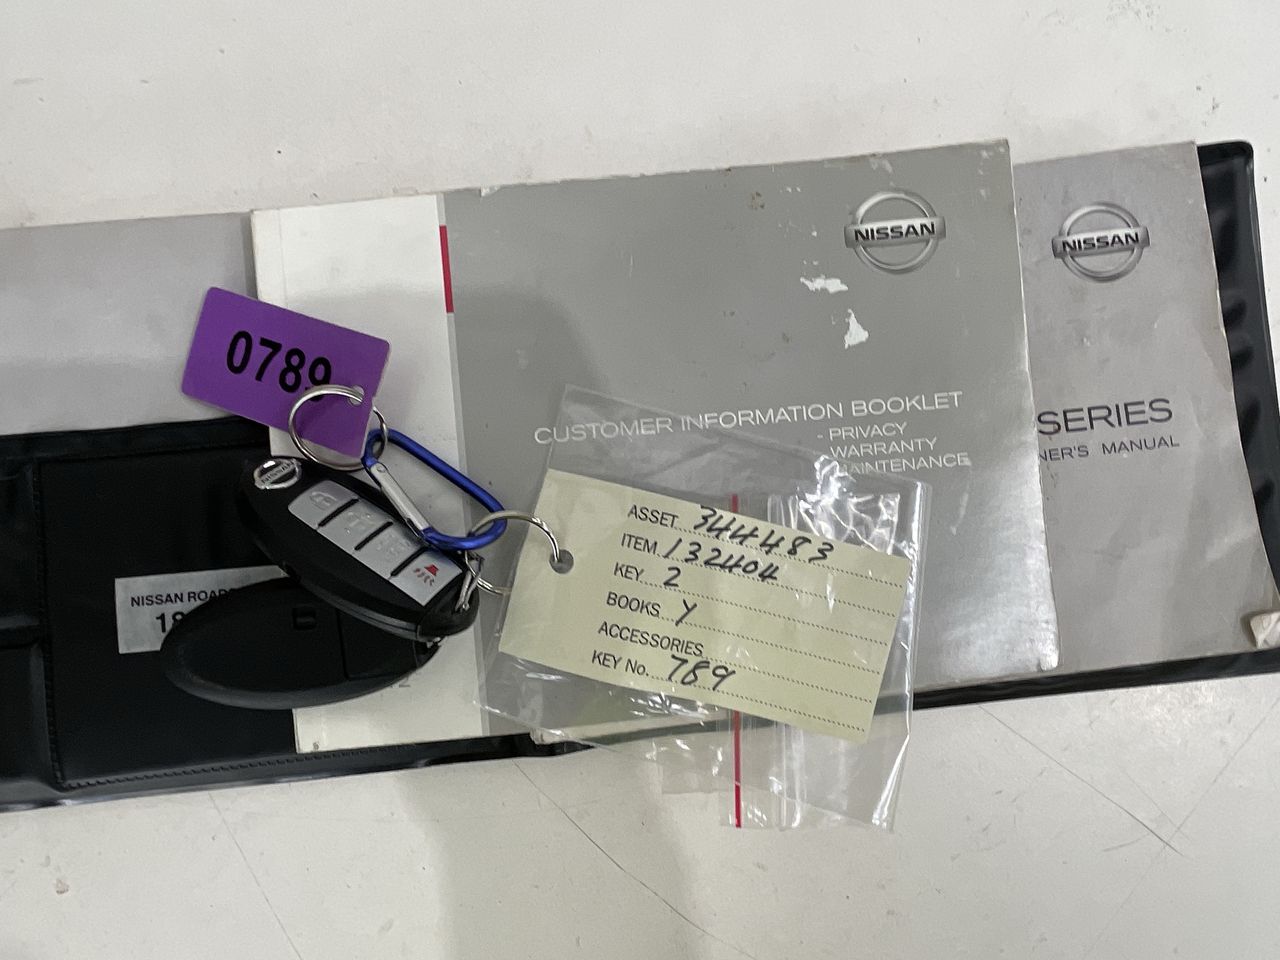 NISSAN
NISSAN
0789
CUSTOMER INFORMATION BOOKLET
- PRIVACY
WARRANTY
MAINTENANCE
SERIES
NER'S MANUAL
NISSAN
ASSET 344483
ITEM 132404
KEY 2
BOOKS Y
ACCESSORIES
KEY No. 789
NISSAN ROAD